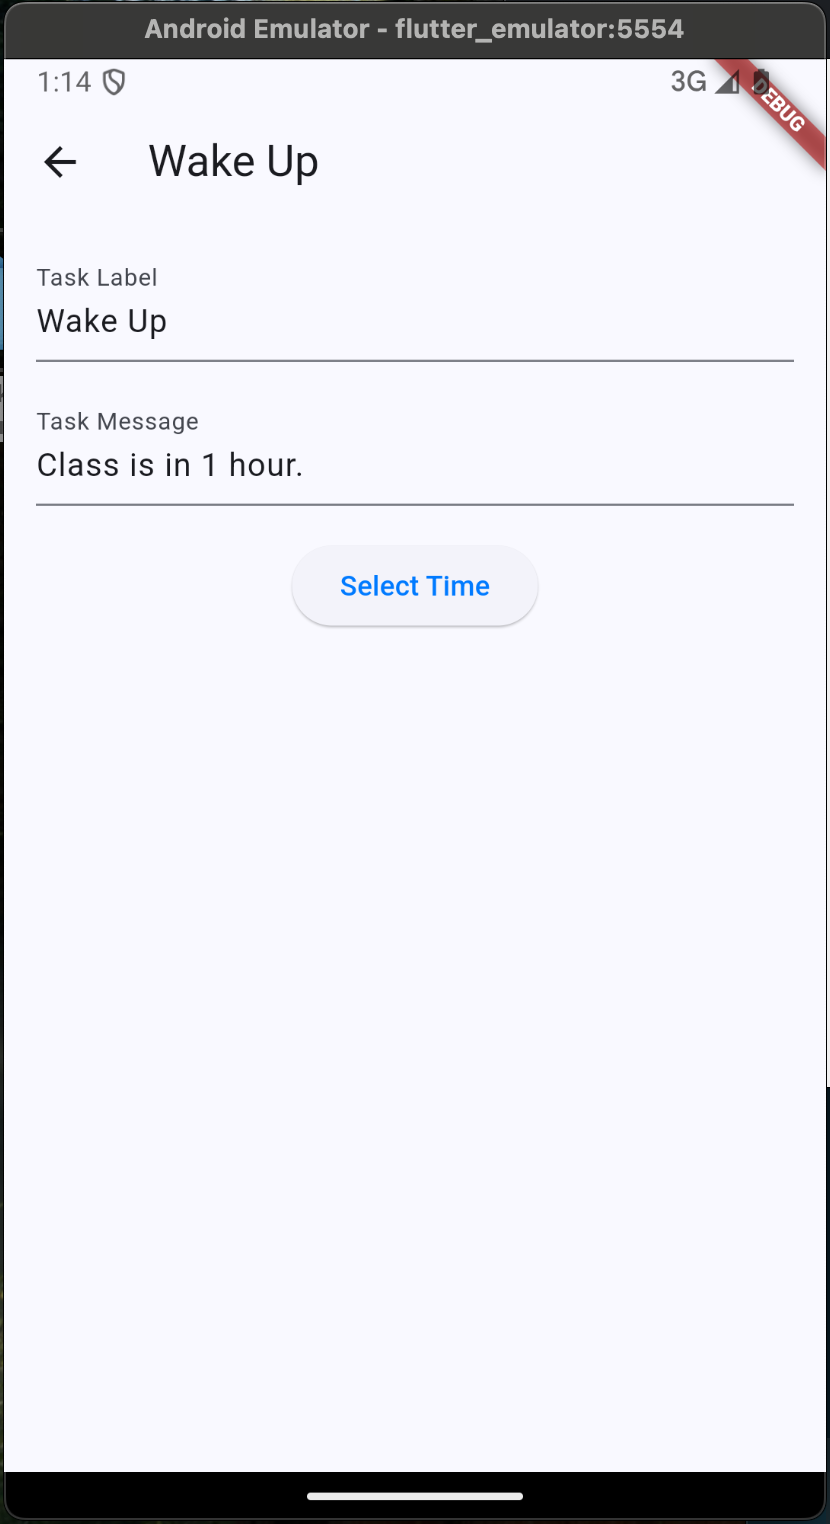 Android Emulator - flutter_emulator:5554
1:14
3G
DEBUG
Wake Up
Task Label
Wake Up
Task Message
Class is in 1 hour.
Select Time